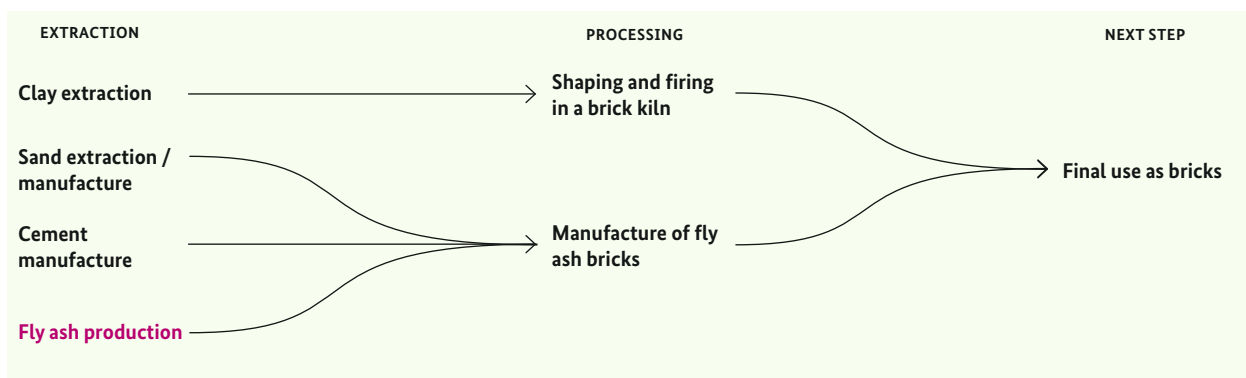 EXTRACTION
PROCESSING
NEXT STEP
Clay extraction
Shaping and firing
in a brick kiln
Sand extraction /
manufacture
Final use as bricks
Cement
manufacture
Manufacture of fly
ash bricks
Fly ash production